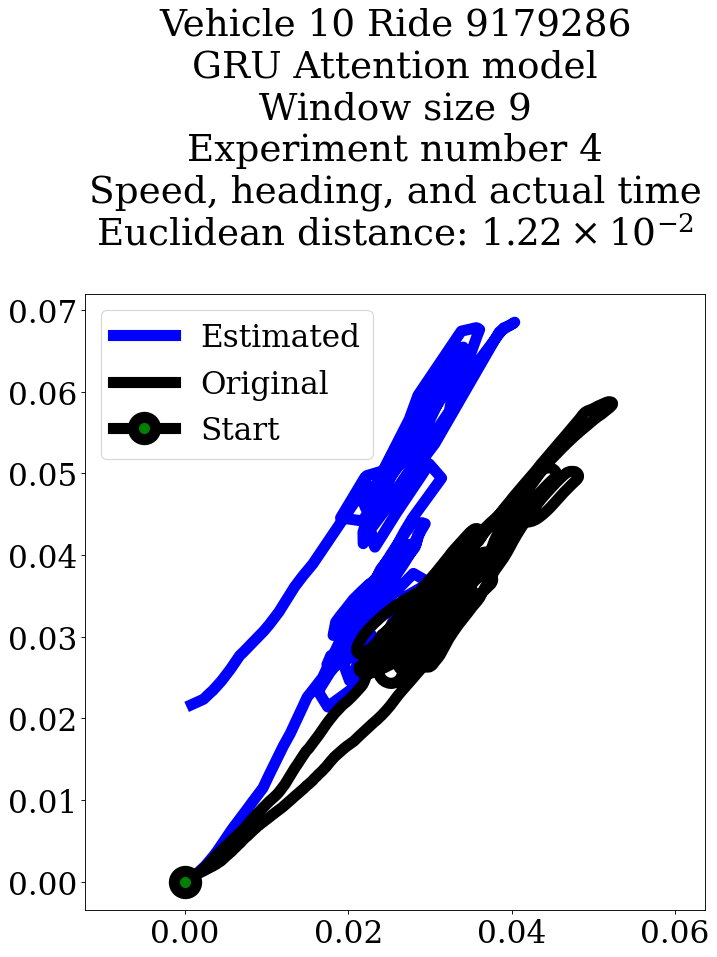 Vehicle 10 Ride 9179286
GRU Attention model
Window size 9
Experiment number 4
Speed, heading, and actual time
Euclidean distance: 1.22 × 10⁻²
0.07
0.06
0.05
0.04
0.03
0.02
0.01
0.00
Estimated
Original
Start
0.00 0.02 0.04 0.06